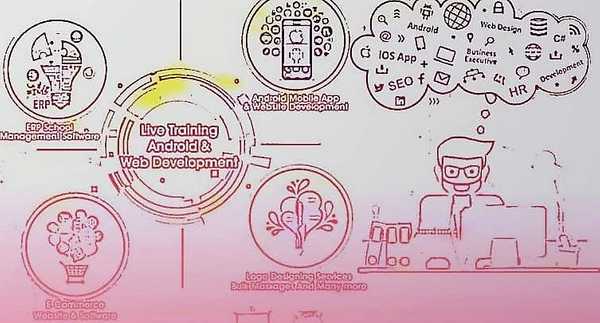 ERP
ERP School
Management Software
Android Mobile App
& WebSite Development
Live Training
Android &
Web Development
Logo Designing Services
Bulk Massages And Many more
E-Commerce
Website & Software
Android
Web Design
C#
IOS App
Business
Executive
SEO
HR
Development